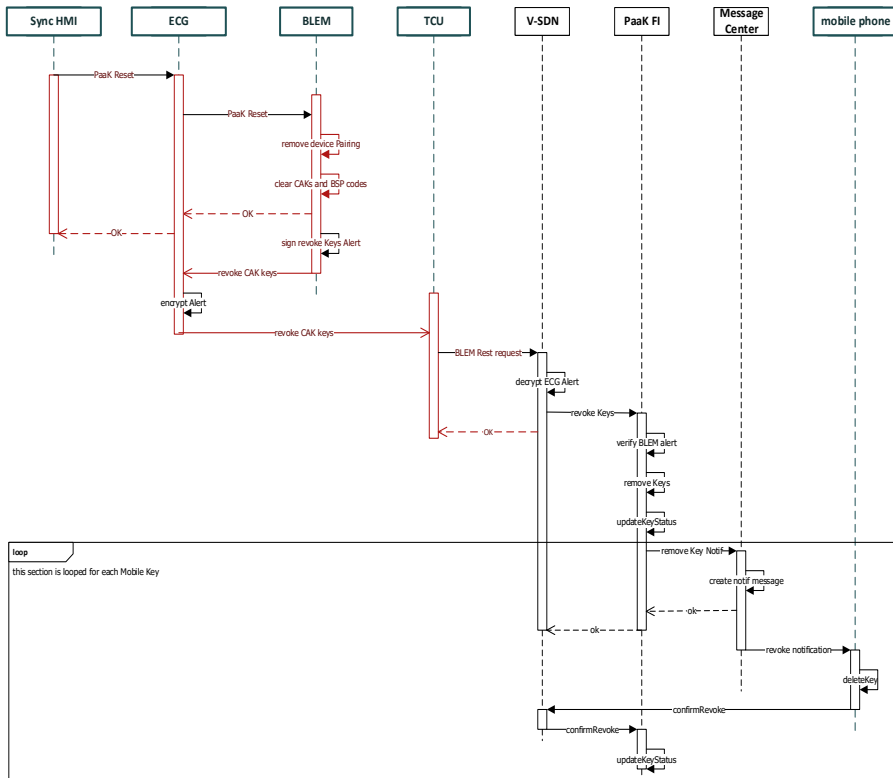 Sync HMI
ECG
BLEM
TCU
V-SDN
PaaK FI
Message
Center
mobile phone
PaaK Reset
PaaK Reset
remove device Pairing
clear CAKs and BSP codes
OK
OK
sign revoke Keys Alert
revoke CAK keys
encrypt Alert
revoke CAK keys
BLEM Rest request
decrypt ECG Alert
revoke Keys
OK
verify BLEM alert
remove Keys
updateKeyStatus
loop
this section is looped for each Mobile Key
remove Key Notif
create notif message
ok
ok
revoke notification
deleteKey
confirmRevoke
confirmRevoke
updateKeyStatus